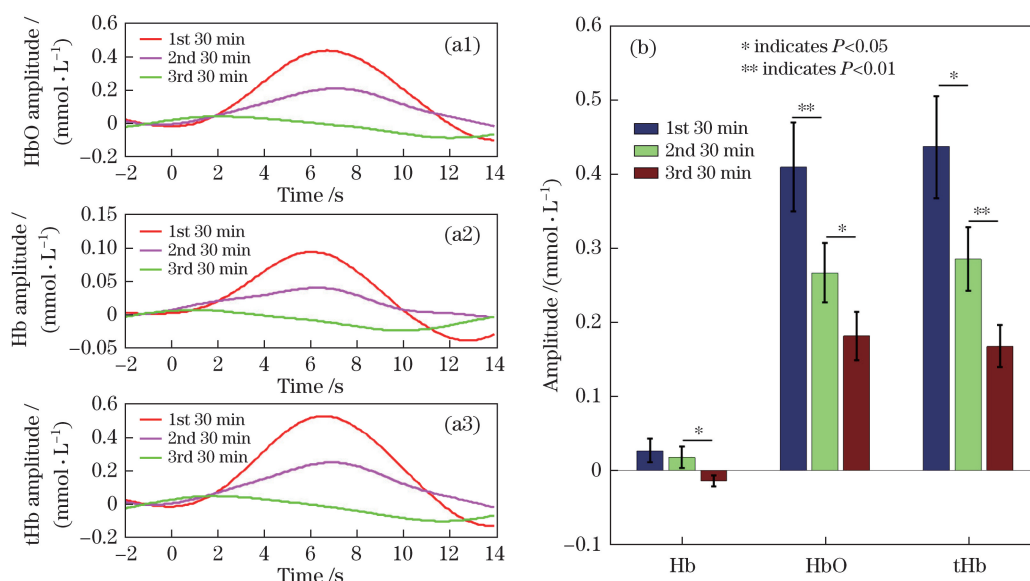 HbO amplitude /
(mmol · L⁻¹)
0.6
0.4
0.2
0
−0.2
1st 30 min
2nd 30 min
3rd 30 min
(a1)
−2 0 2 4 6 8 10 12 14
Time /s
Hb amplitude /
(mmol · L⁻¹)
0.15
0.10
0.05
0
−0.05
1st 30 min
2nd 30 min
3rd 30 min
(a2)
−2 0 2 4 6 8 10 12 14
Time /s
tHb amplitude /
(mmol · L⁻¹)
0.6
0.4
0.2
0
−0.2
1st 30 min
2nd 30 min
3rd 30 min
(a3)
−2 0 2 4 6 8 10 12 14
Time /s
(b)
* indicates P<0.05
** indicates P<0.01
Amplitude /(mmol · L⁻¹)
0.6
0.5
0.4
0.3
0.2
0.1
0
−0.1
1st 30 min
2nd 30 min
3rd 30 min
*
**
*
*
**
Hb HbO tHb